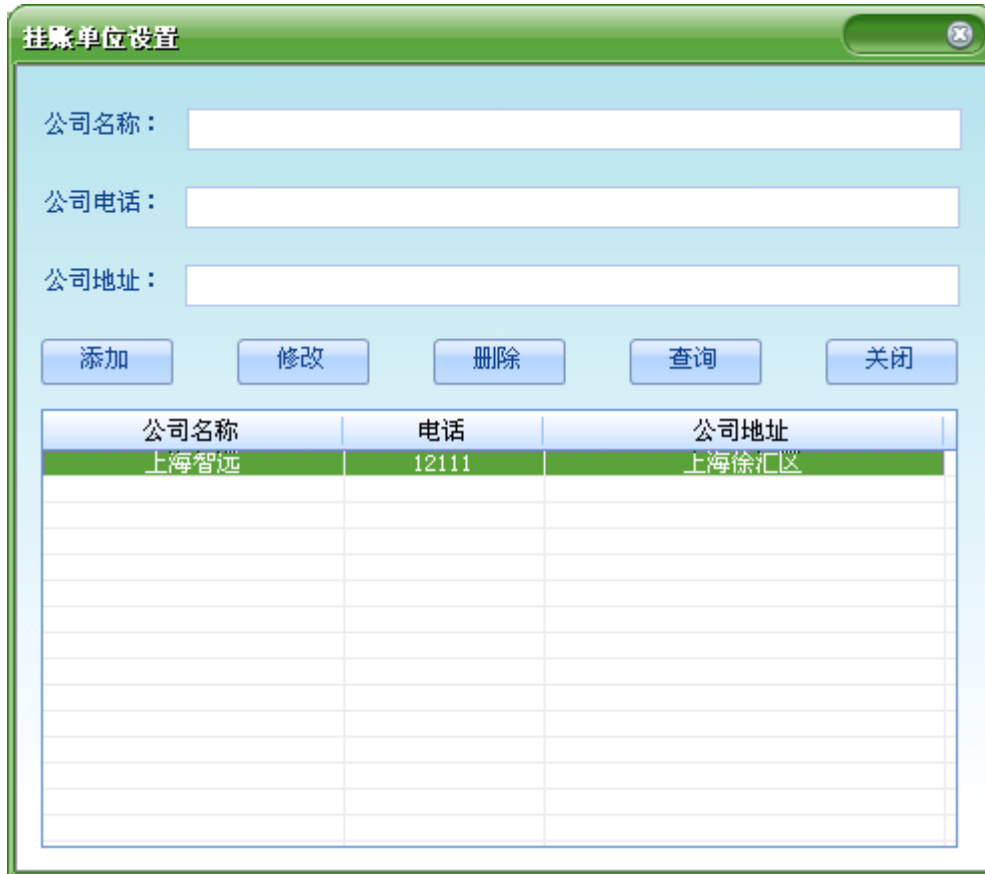 挂账单位设置
公司名称：
公司电话：
公司地址：
添加 修改 删除 查询 关闭
公司名称 电话 公司地址
上海智远 12111 上海徐汇区